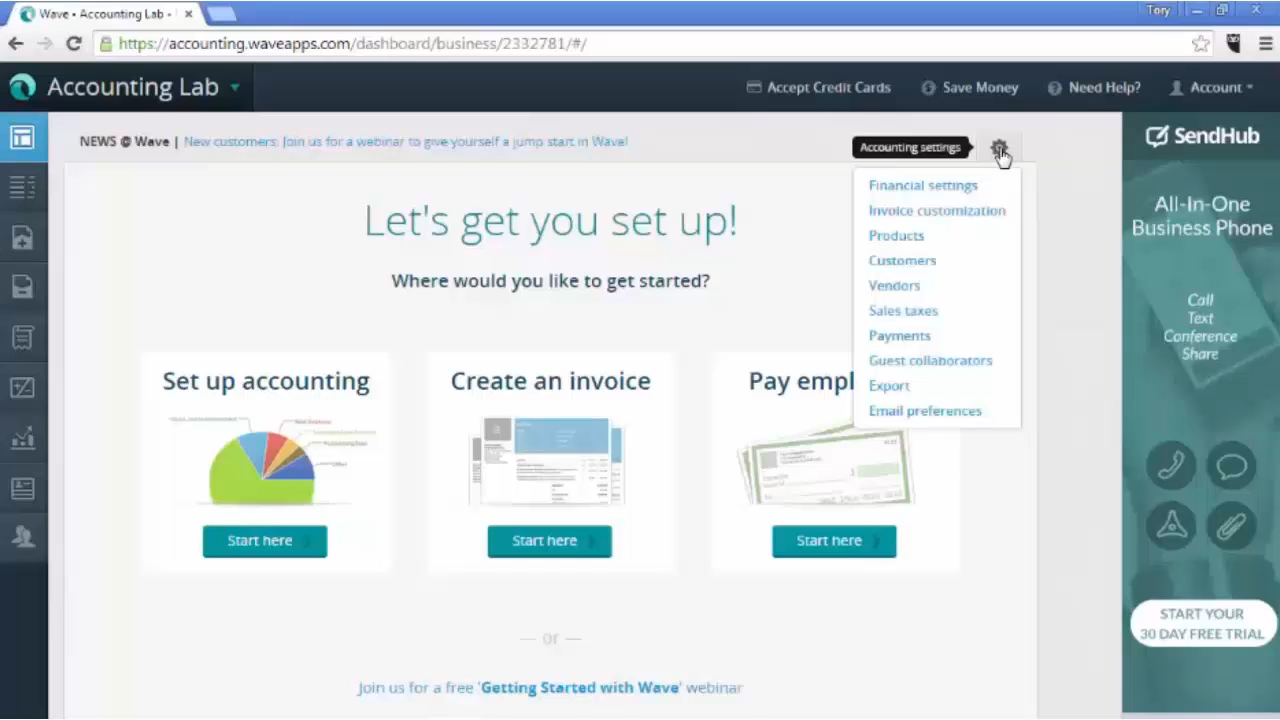 Wave • Accounting Lab •
Tory
https://accounting.waveapps.com/dashboard/business/2332781/#/
Accounting Lab
Accept Credit Cards
Save Money
Need Help?
Account
NEWS @ Wave | New customers: Join us for a webinar to give yourself a jump start in Wave!
Accounting settings
Financial settings
Invoice customization
Products
Customers
Vendors
Sales taxes
Payments
Guest collaborators
Export
Email preferences
Let's get you set up!
Where would you like to get started?
Set up accounting
Start here
Create an invoice
Start here
Pay empl
Start here
— or —
Join us for a free 'Getting Started with Wave' webinar
SendHub
All-In-One
Business Phone
Call
Text
Conference
Share
START YOUR
30 DAY FREE TRIAL